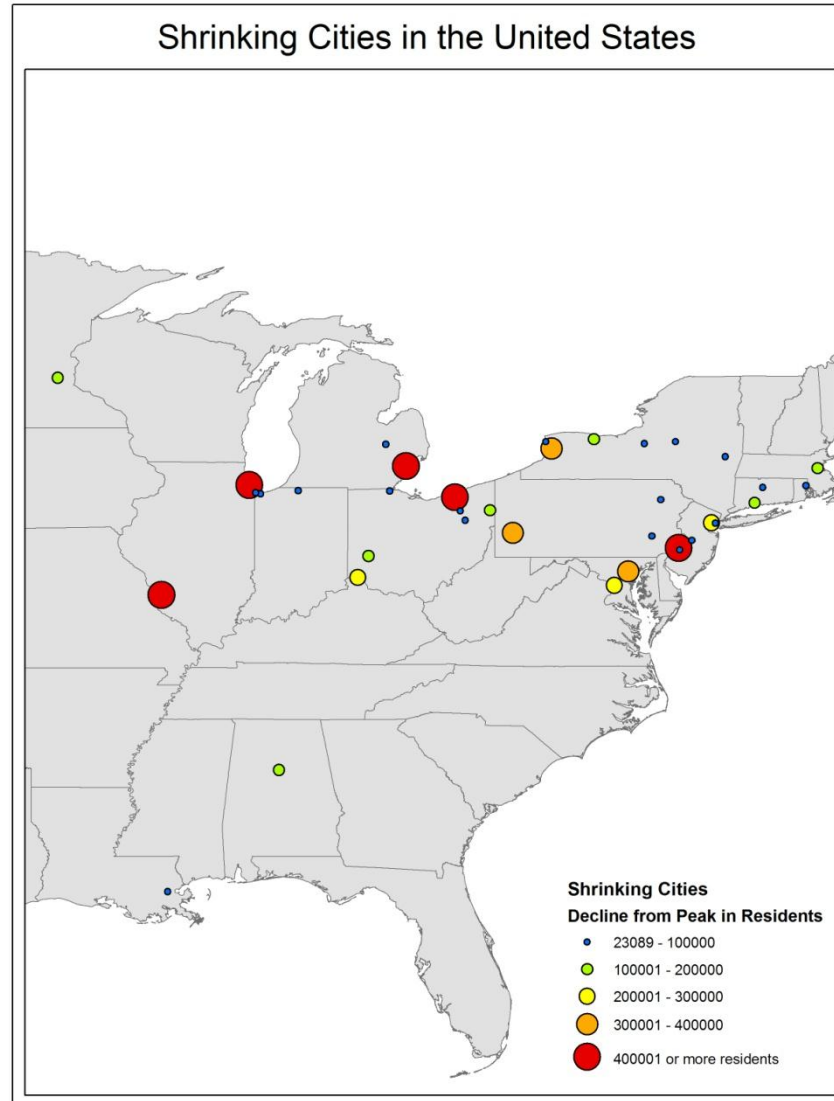 Shrinking Cities in the United States
Shrinking Cities
Decline from Peak in Residents
23089 - 100000
100001 - 200000
200001 - 300000
300001 - 400000
400001 or more residents